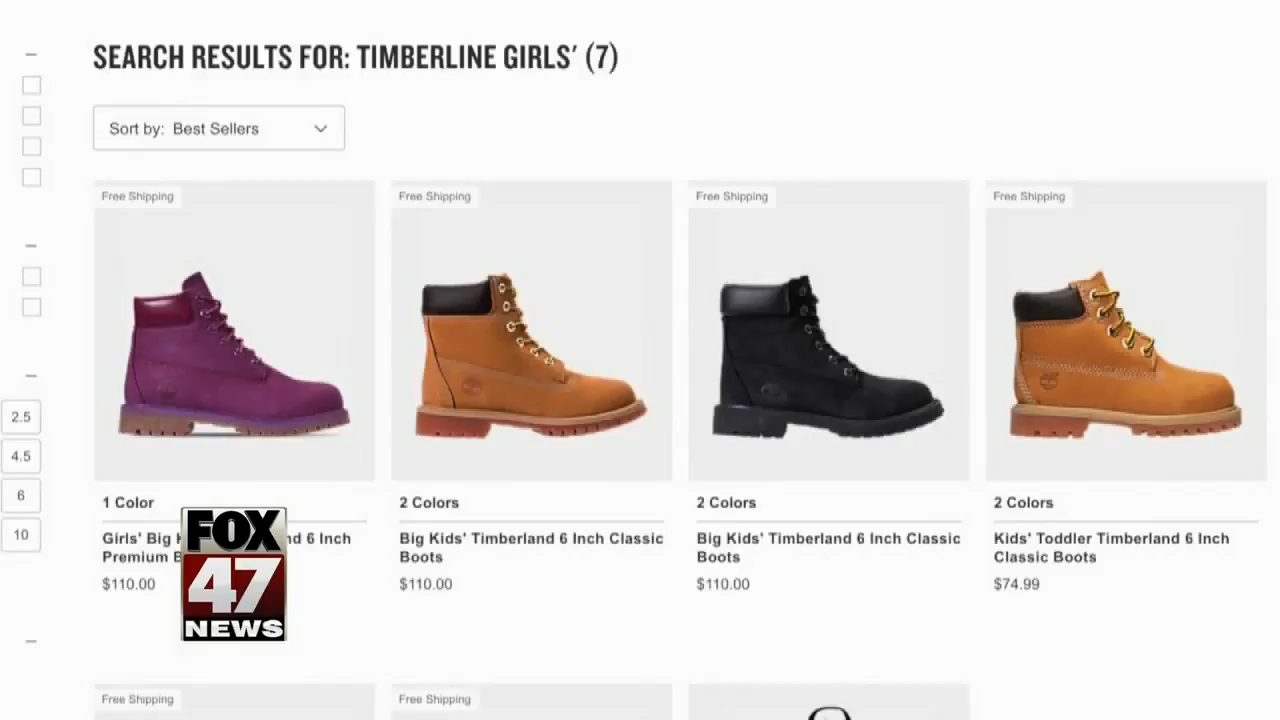 SEARCH RESULTS FOR: TIMBERLINE GIRLS' (7)
Sort by: Best Sellers
Free Shipping
Free Shipping
Free Shipping
Free Shipping
2.5
4.5
6
10
1 Color
Girls' Big 6 Inch
Premium
$110.00
2 Colors
Big Kids' Timberland 6 Inch Classic
Boots
$110.00
2 Colors
Big Kids' Timberland 6 Inch Classic
Boots
$110.00
2 Colors
Kids' Toddler Timberland 6 Inch
Classic Boots
$74.99
FOX
47
NEWS
Free Shipping
Free Shipping